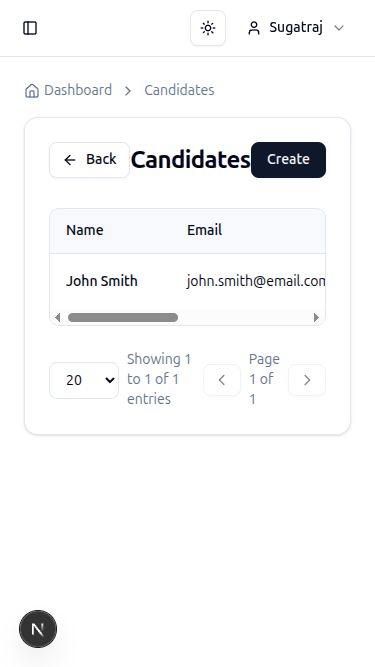 Sugatraj
Dashboard > Candidates
Back Candidates Create
Name Email
John Smith john.smith@email.com
20 Showing 1 to 1 of 1 entries Page 1 of 1
N